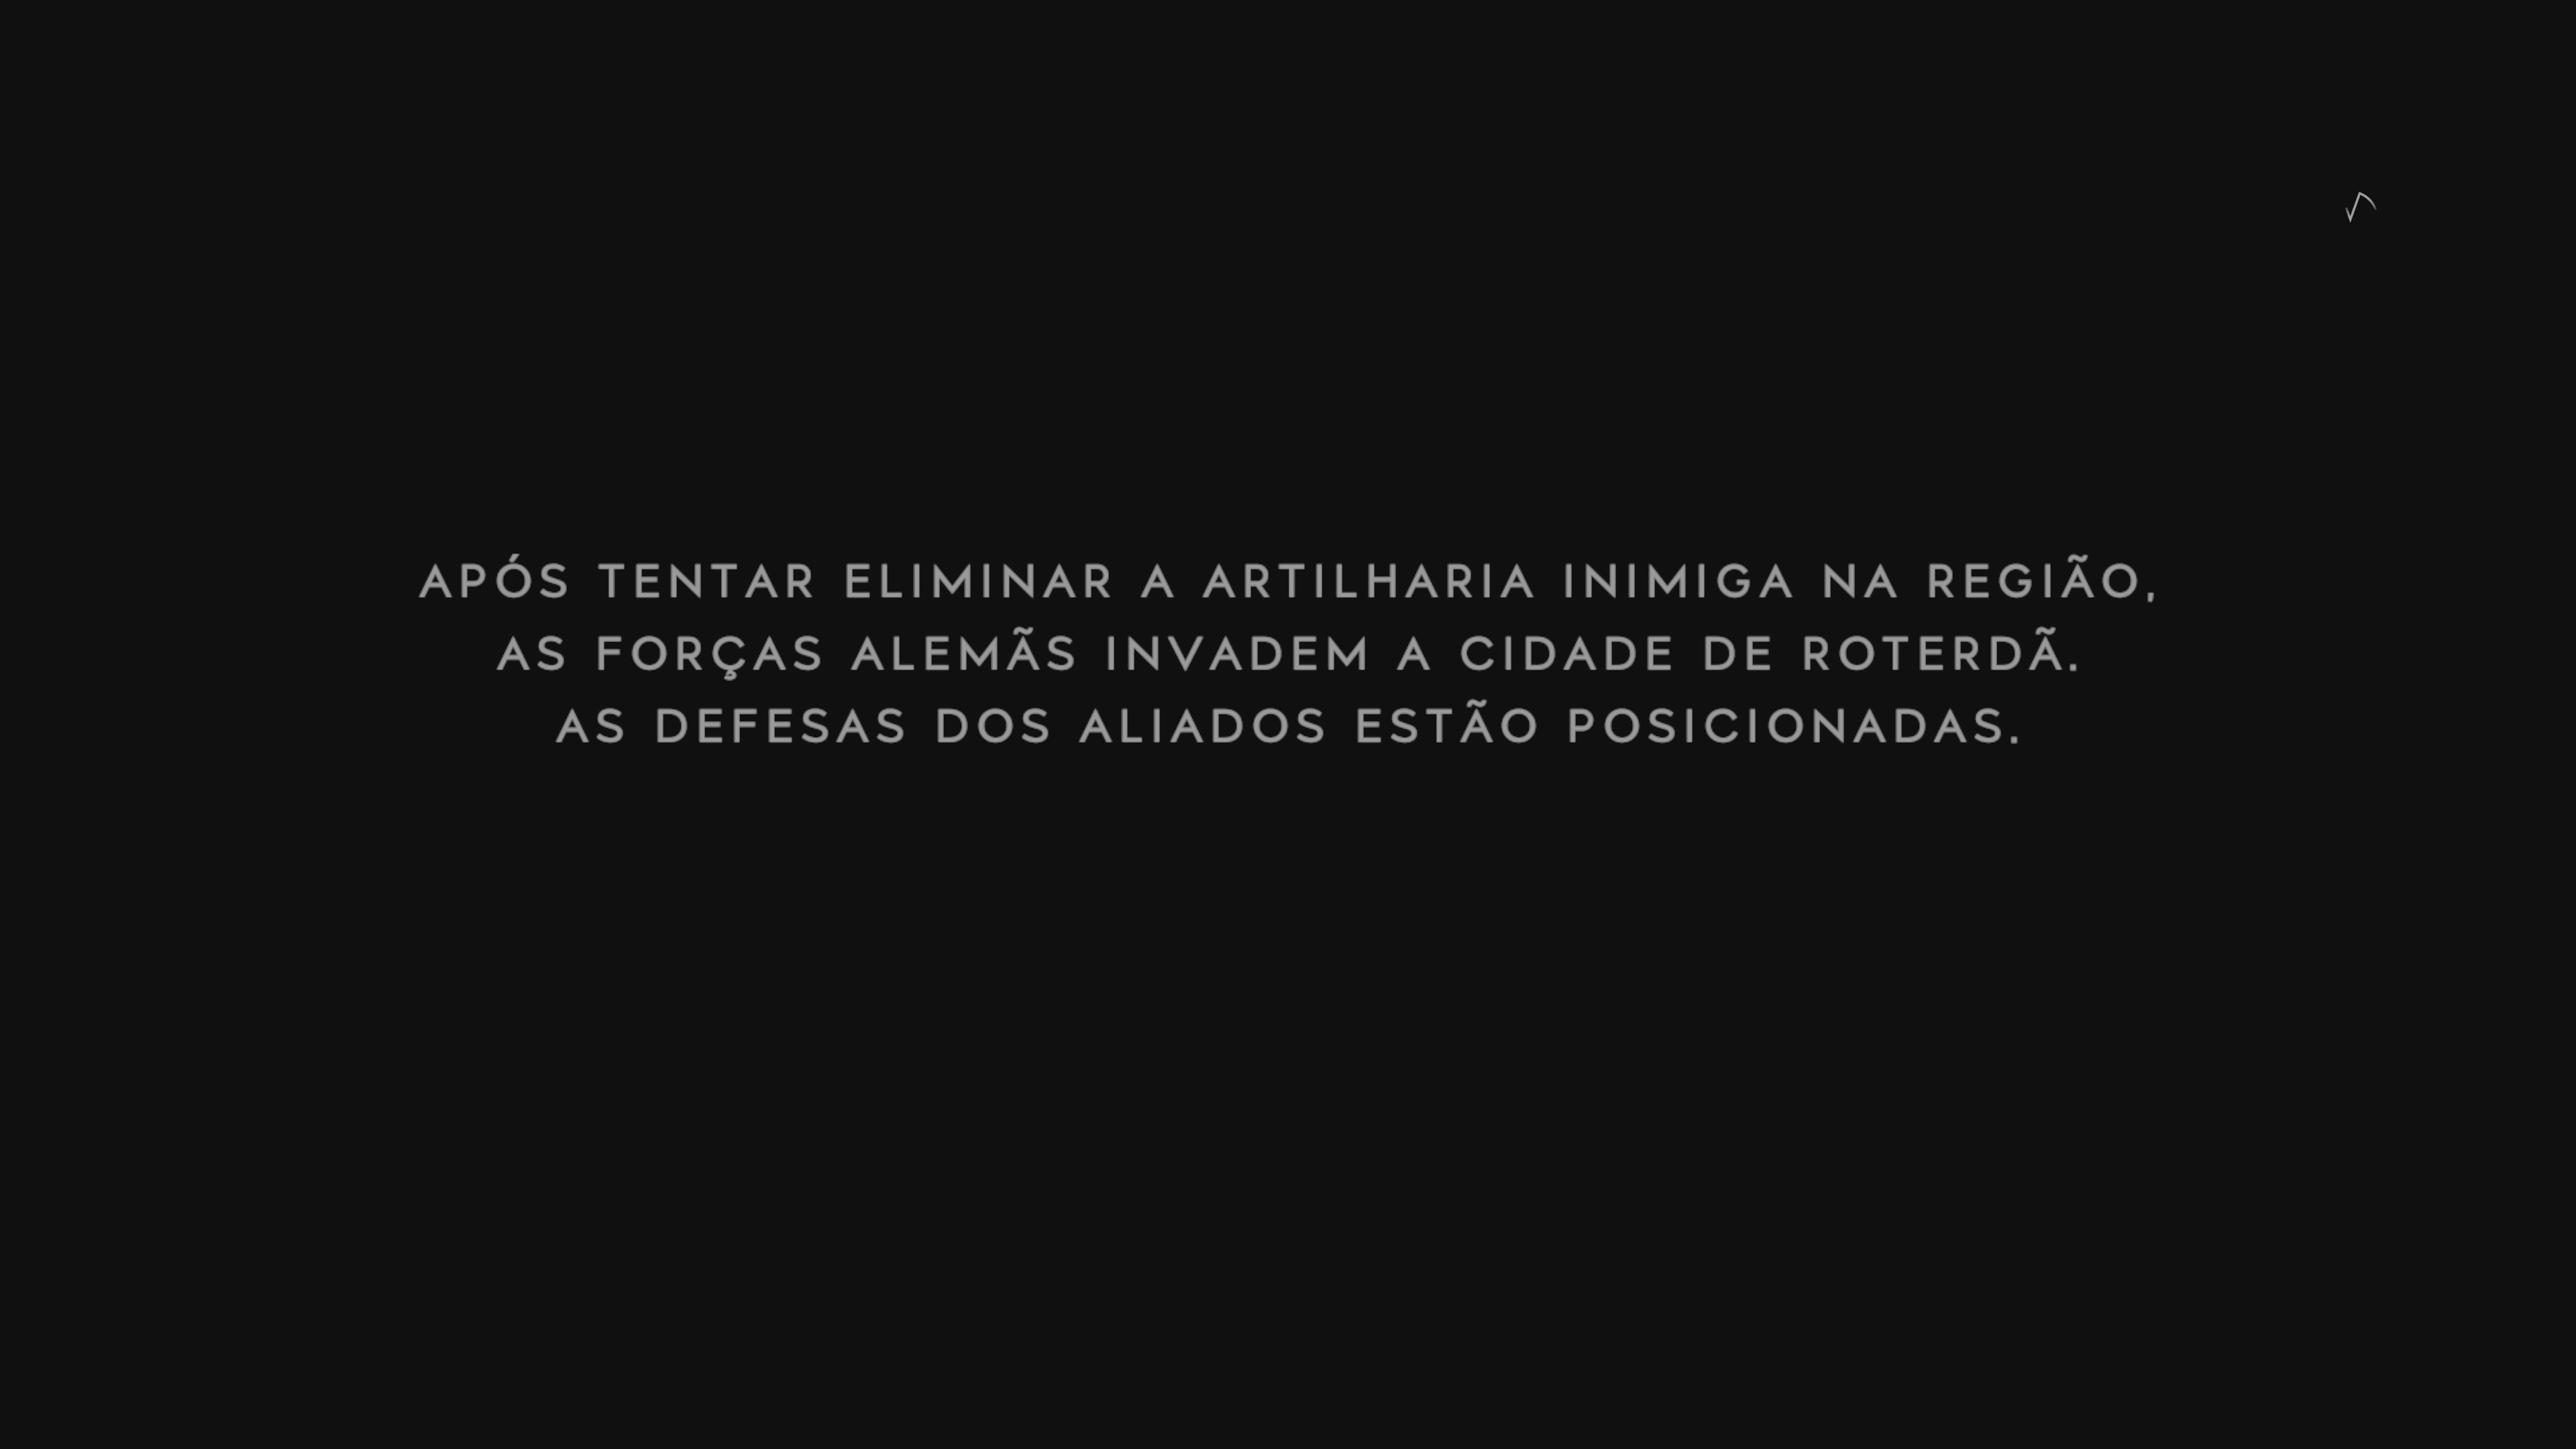 APÓS TENTAR ELIMINAR A ARTILHARIA INIMIGA NA REGIÃO,
AS FORÇAS ALEMÃS INVADEM A CIDADE DE ROTERDÃ.
AS DEFESAS DOS ALIADOS ESTÃO POSICIONADAS.